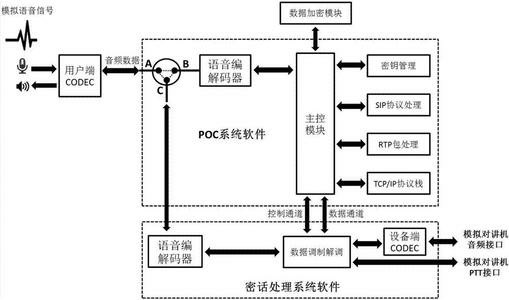 模拟语音信号
数据加密模块
用户端
CODEC
音频数据
A
B
C
语音编
解码器
主控
模块
密钥管理
SIP协议处理
RTP包处理
TCP/IP协议栈
POC系统软件
控制通道
数据通道
语音编
解码器
数据调制解调
设备端
CODEC
模拟对讲机
音频接口
模拟对讲机
PTT接口
密话处理系统软件